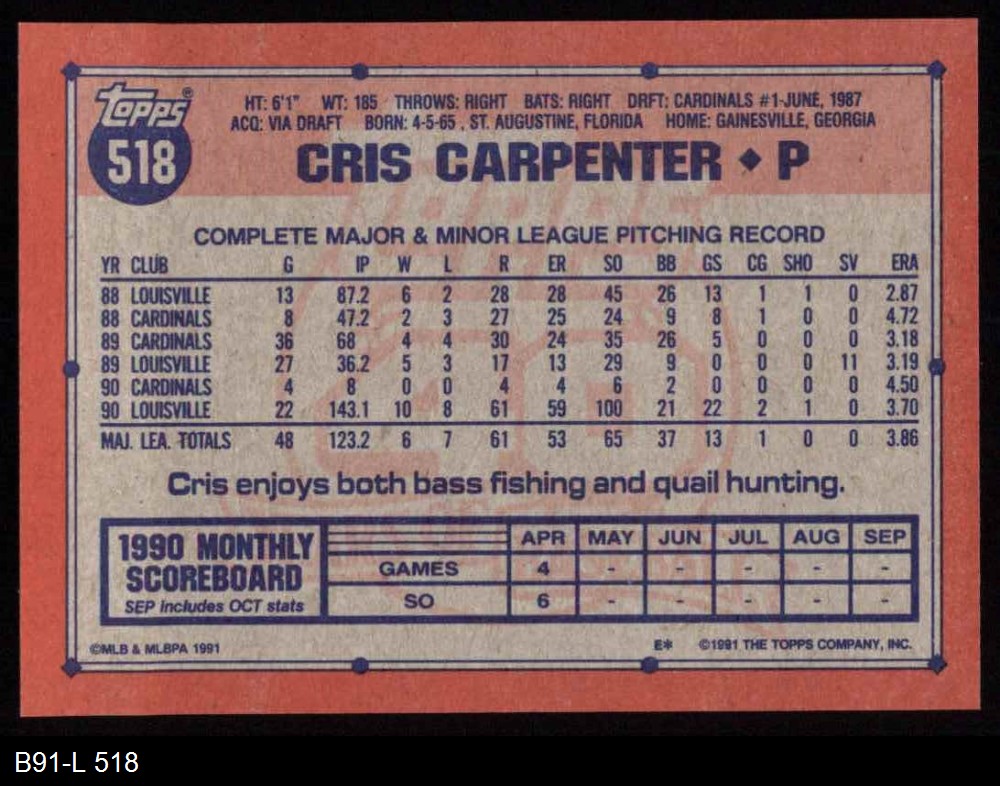 TOPPS®
518
HT: 6'1" WT: 185 THROWS: RIGHT BATS: RIGHT DRFT: CARDINALS #1-JUNE, 1987
ACQ: VIA DRAFT BORN: 4-5-65 , ST. AUGUSTINE, FLORIDA HOME: GAINESVILLE, GEORGIA
CRIS CARPENTER ◆ P
COMPLETE MAJOR & MINOR LEAGUE PITCHING RECORD
YR CLUB G IP W L R ER SO BB GS CG SHO SV ERA
88 LOUISVILLE 13 87.2 6 2 28 28 45 26 13 1 1 0 2.87
88 CARDINALS 8 47.2 2 3 27 25 24 9 8 1 0 0 4.72
89 CARDINALS 36 68 4 4 30 24 35 26 5 0 0 0 3.18
89 LOUISVILLE 27 36.2 5 3 17 13 29 9 0 0 0 11 3.19
90 CARDINALS 4 8 0 0 4 4 6 2 0 0 0 0 4.50
90 LOUISVILLE 22 143.1 10 8 61 59 100 21 22 2 1 0 3.70
MAJ. LEA. TOTALS 48 123.2 6 7 61 53 65 37 13 1 0 0 3.86
Cris enjoys both bass fishing and quail hunting.
1990 MONTHLY
SCOREBOARD
SEP includes OCT stats
APR MAY JUN JUL AUG SEP
GAMES 4 - - - - -
SO 6 - - - - -
©MLB & MLBPA 1991 E* ©1991 THE TOPPS COMPANY, INC.
B91-L 518